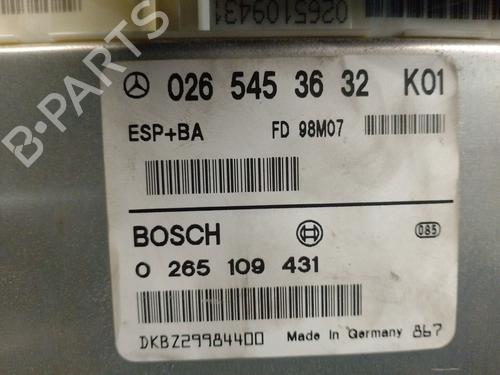 0265109431
026 545 36 32 K01
ESP+BA FD 98M07
BOSCH 085
0 265 109 431
DKBZ29984400 Made in Germany 867
B-PARTS